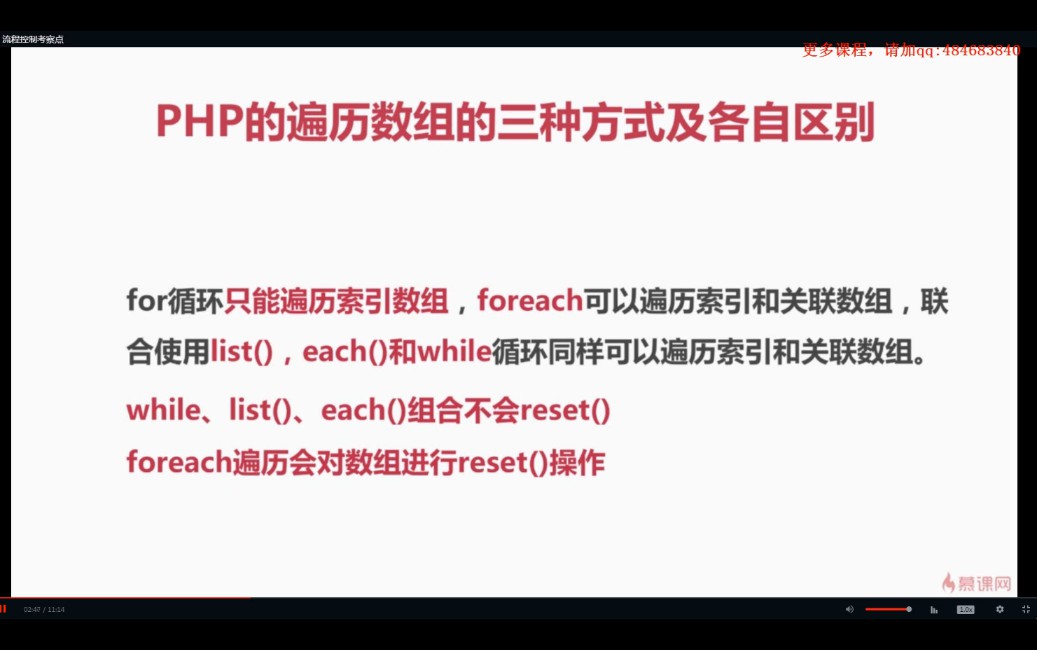 流程控制考察点
更多课程，请加qq:484683840
PHP的遍历数组的三种方式及各自区别
for循环只能遍历索引数组，foreach可以遍历索引和关联数组，联
合使用list()，each()和while循环同样可以遍历索引和关联数组。
while、list()、each()组合不会reset()
foreach遍历会对数组进行reset()操作
慕课网
02:47 / 11:14
1.0x